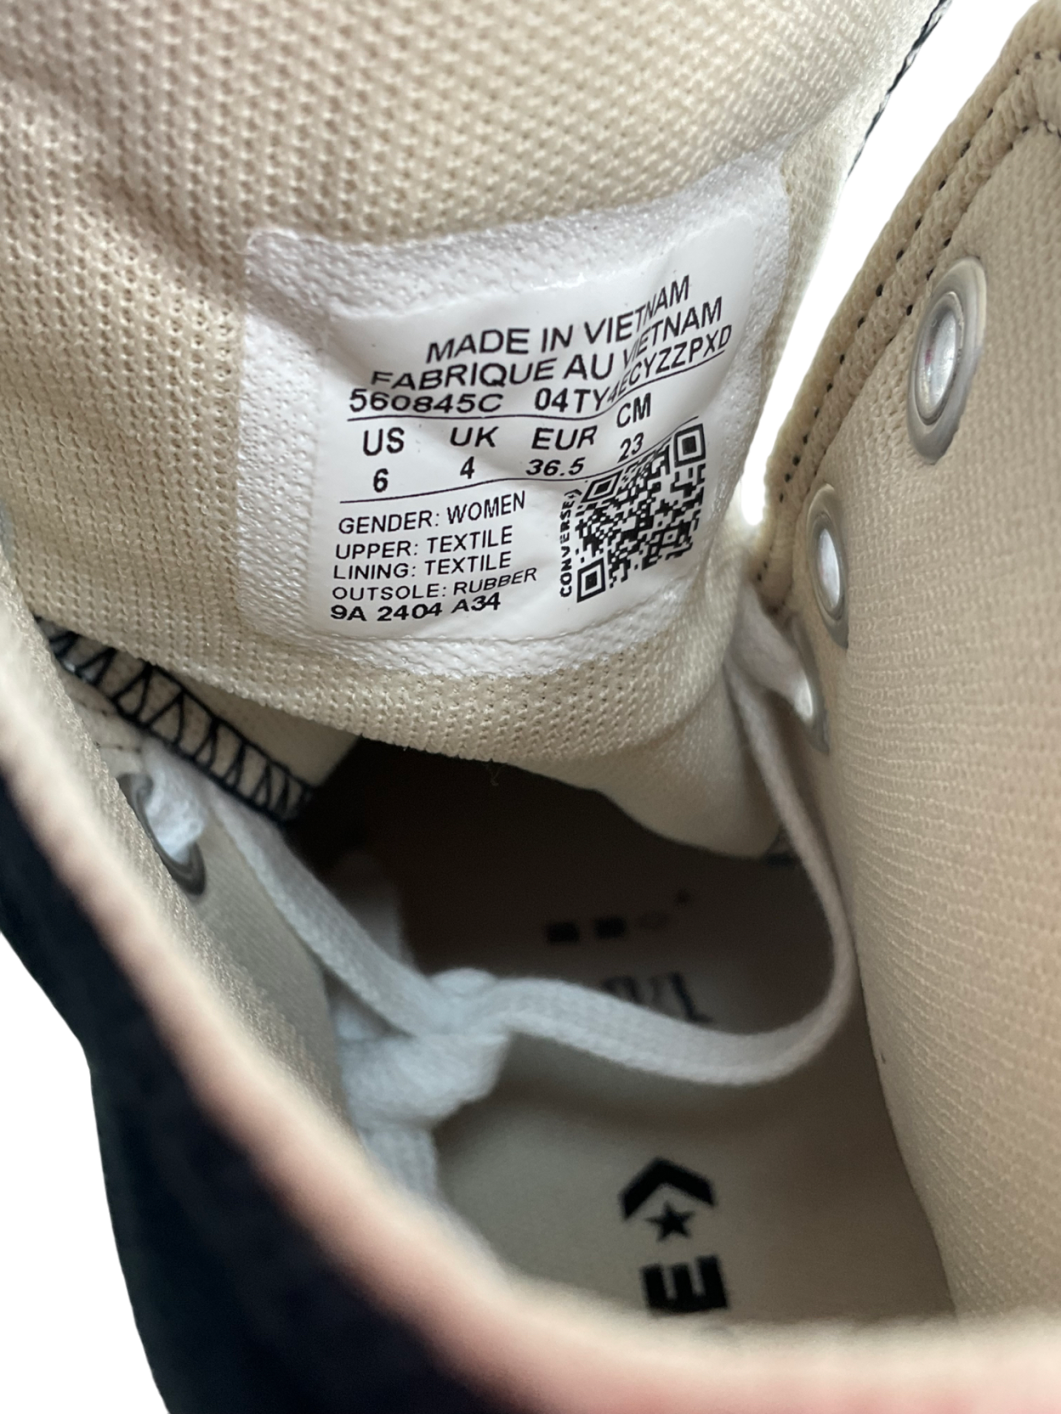 MADE IN VIETNAM
FABRIQUE AU VIETNAM
560845C 04TY4ECYZZPXD
US UK EUR CM
6 4 36.5 23
GENDER: WOMEN
UPPER: TEXTILE
LINING: TEXTILE
OUTSOLE: RUBBER
9A 2404 A34
CONVERSE
E